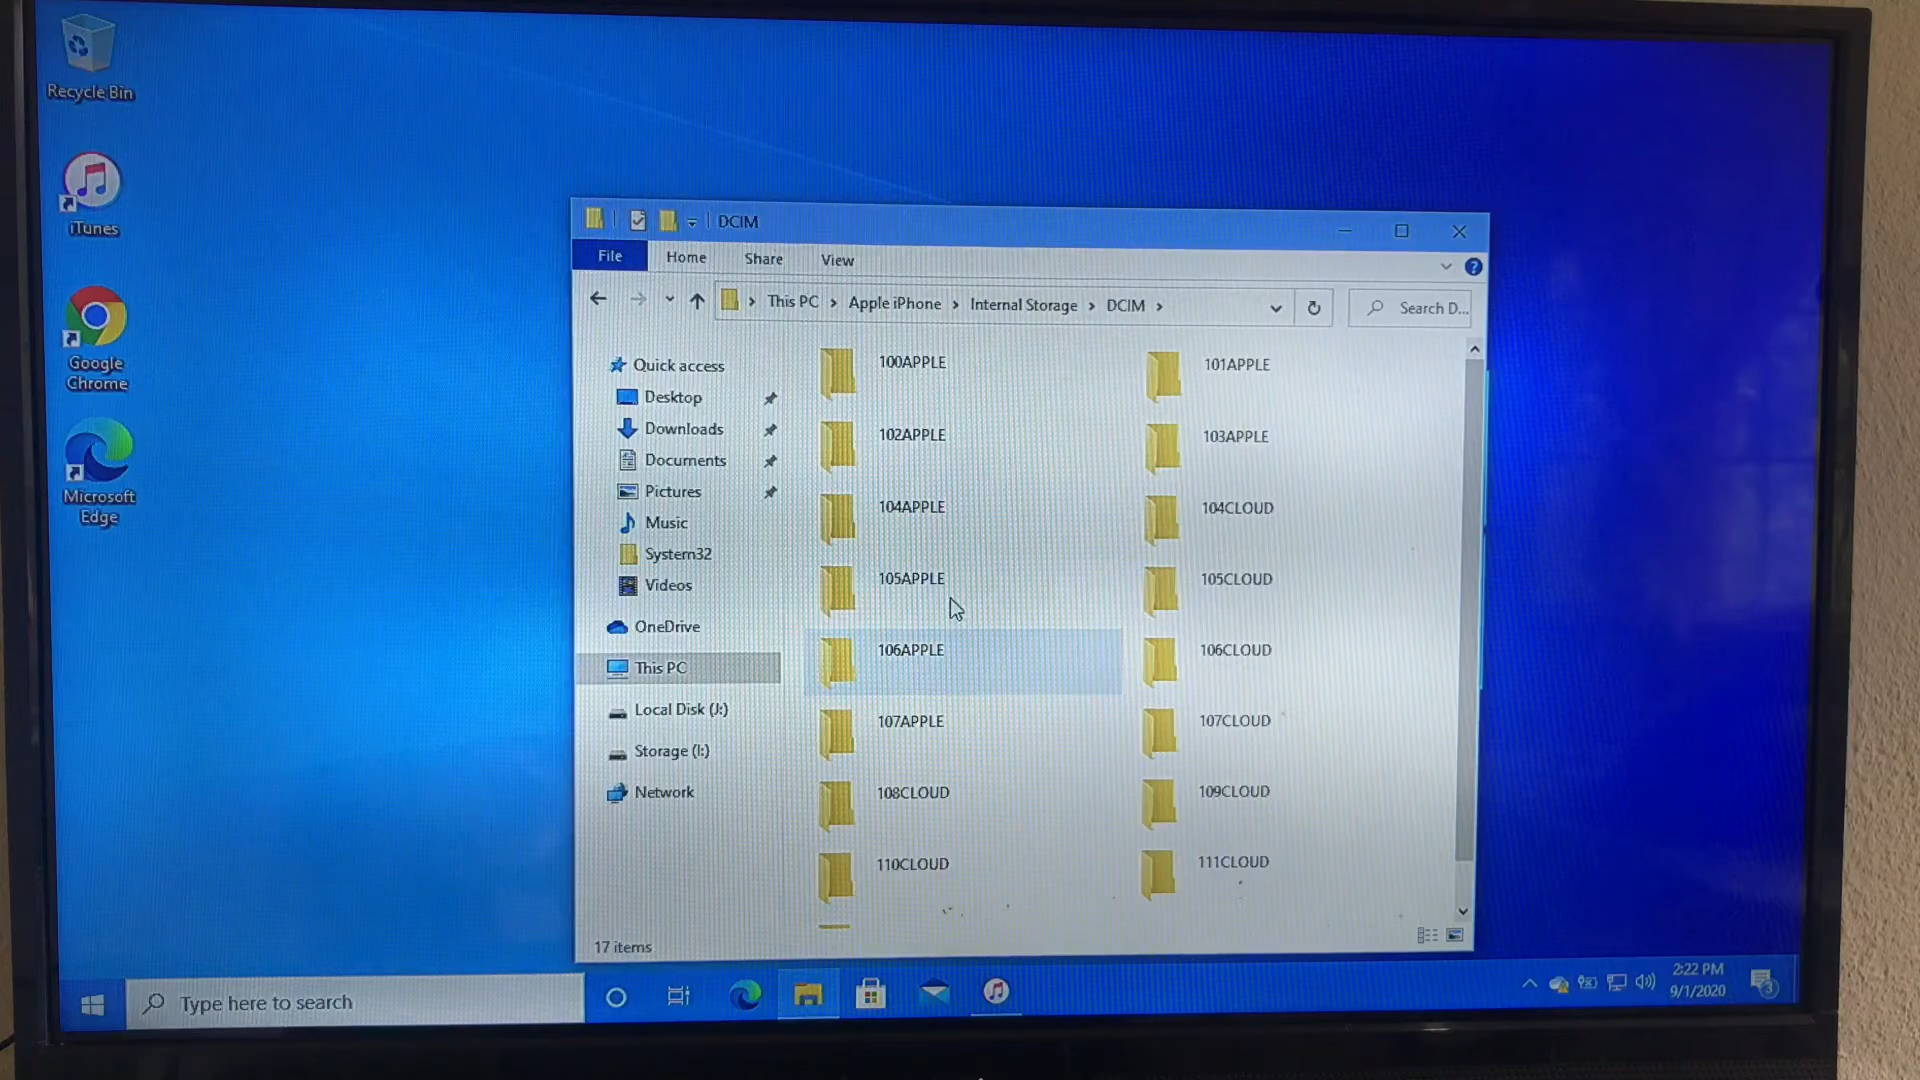 Recycle Bin
iTunes
Google
Chrome
Microsoft
Edge
DCIM
File
Home
Share
View
?
This PC > Apple iPhone > Internal Storage > DCIM >
Search D...
Quick access
Desktop
Downloads
Documents
Pictures
Music
System32
Videos
OneDrive
This PC
Local Disk (J:)
Storage (I:)
Network
100APPLE
101APPLE
102APPLE
103APPLE
104APPLE
104CLOUD
105APPLE
105CLOUD
106APPLE
106CLOUD
107APPLE
107CLOUD
108CLOUD
109CLOUD
110CLOUD
111CLOUD
17 items
Type here to search
2:22 PM
9/1/2020
3